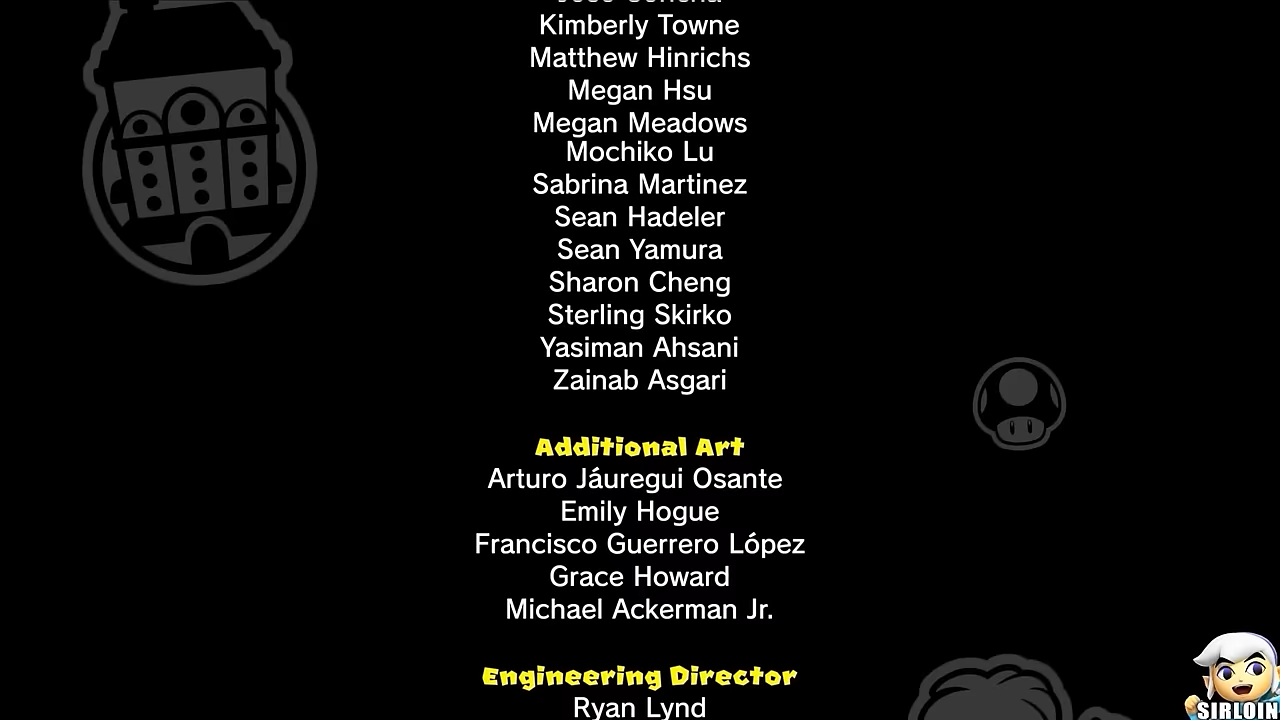 Kimberly Towne
Matthew Hinrichs
Megan Hsu
Megan Meadows
Mochiko Lu
Sabrina Martinez
Sean Hadeler
Sean Yamura
Sharon Cheng
Sterling Skirko
Yasiman Ahsani
Zainab Asgari
Additional Art
Arturo Jáuregui Osante
Emily Hogue
Francisco Guerrero López
Grace Howard
Michael Ackerman Jr.
Engineering Director
Ryan Lynd
SIRLOIN